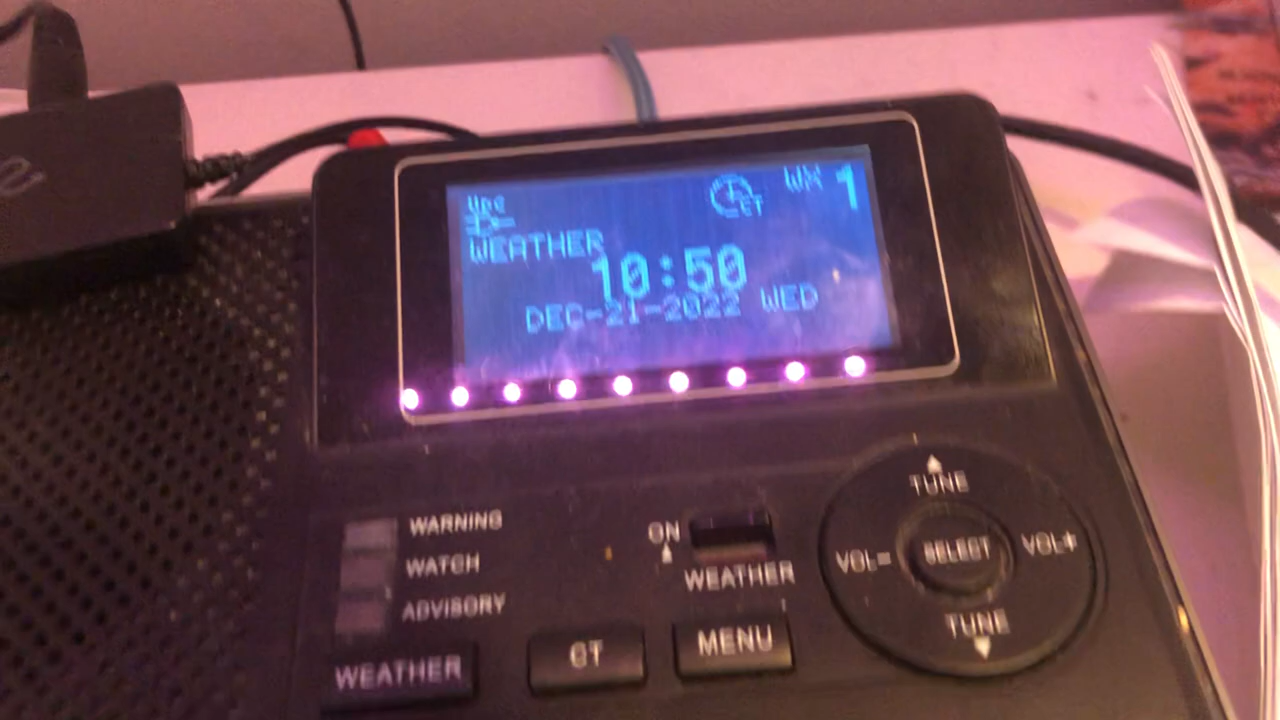 WX 1
WEATHER
10:50
DEC-21-2022 WED
WARNING
WATCH
ADVISORY
WEATHER
ON
WEATHER
CT
MENU
TUNE
VOL-
SELECT
VOL+
TUNE